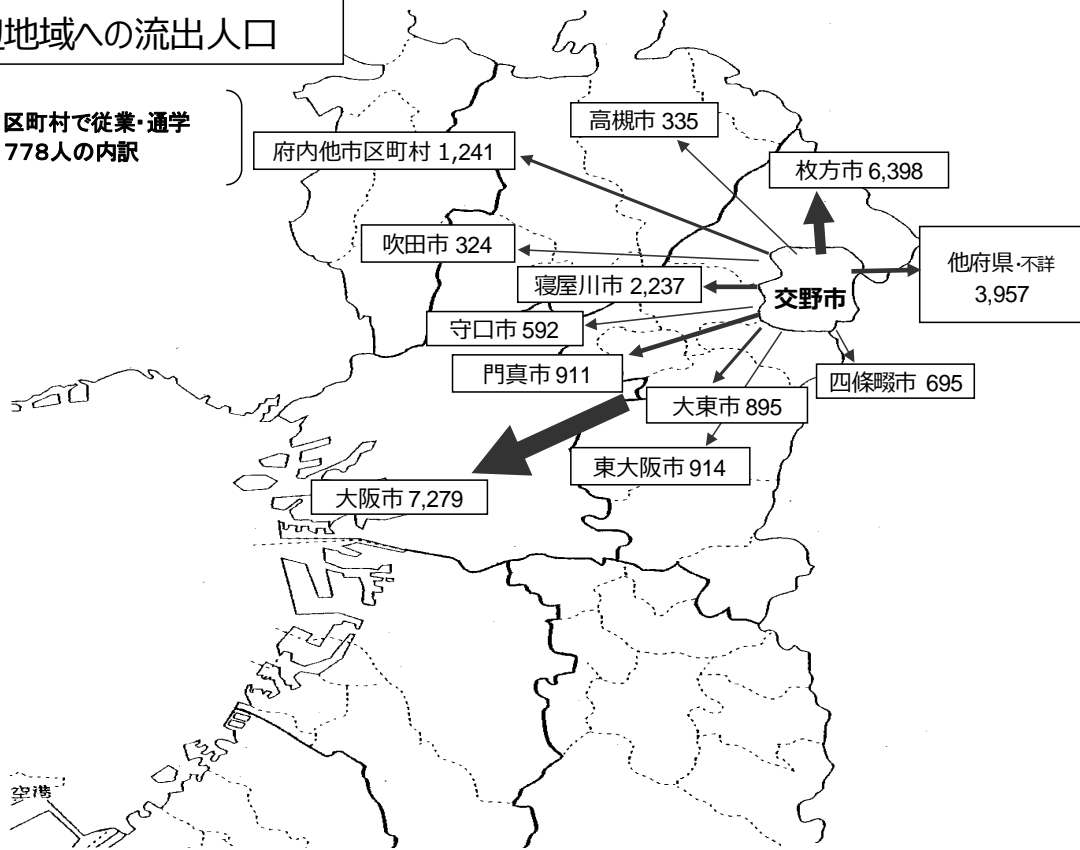 辺地域への流出人口
区町村で従業・通学
778人の内訳
府内他市区町村 1,241
高槻市 335
枚方市 6,398
吹田市 324
寝屋川市 2,237
他府県・不詳
3,957
交野市
守口市 592
門真市 911
四條畷市 695
大東市 895
東大阪市 914
大阪市 7,279
空港